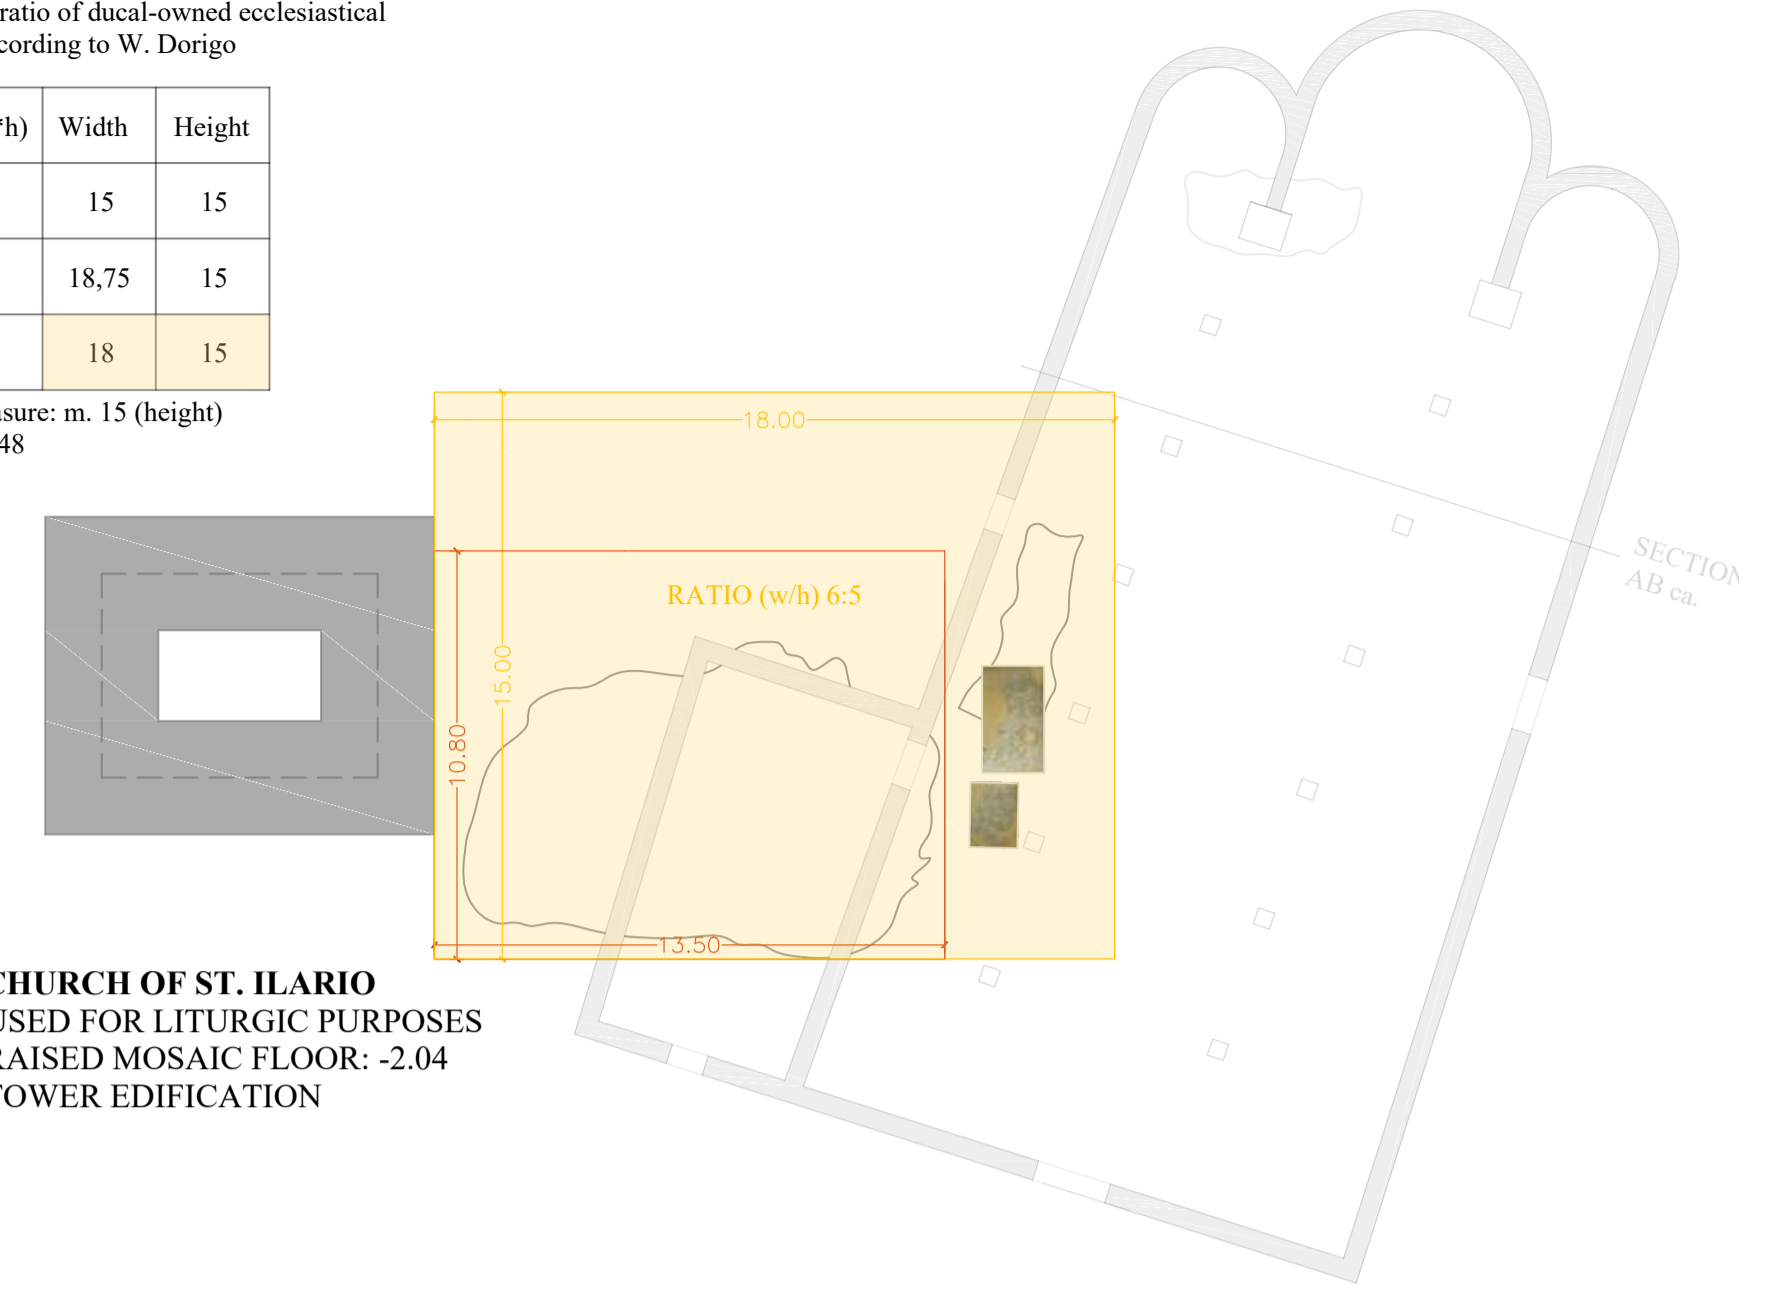 ratio of ducal-owned ecclesiastical
cording to W. Dorigo
*h) Width Height
15 15
18,75 15
18 15
asure: m. 15 (height)
48
18.00
RATIO (w/h) 6:5
15.00
10.80
13.50
SECTION
AB ca.
CHURCH OF ST. ILARIO
USED FOR LITURGIC PURPOSES
RAISED MOSAIC FLOOR: -2.04
TOWER EDIFICATION